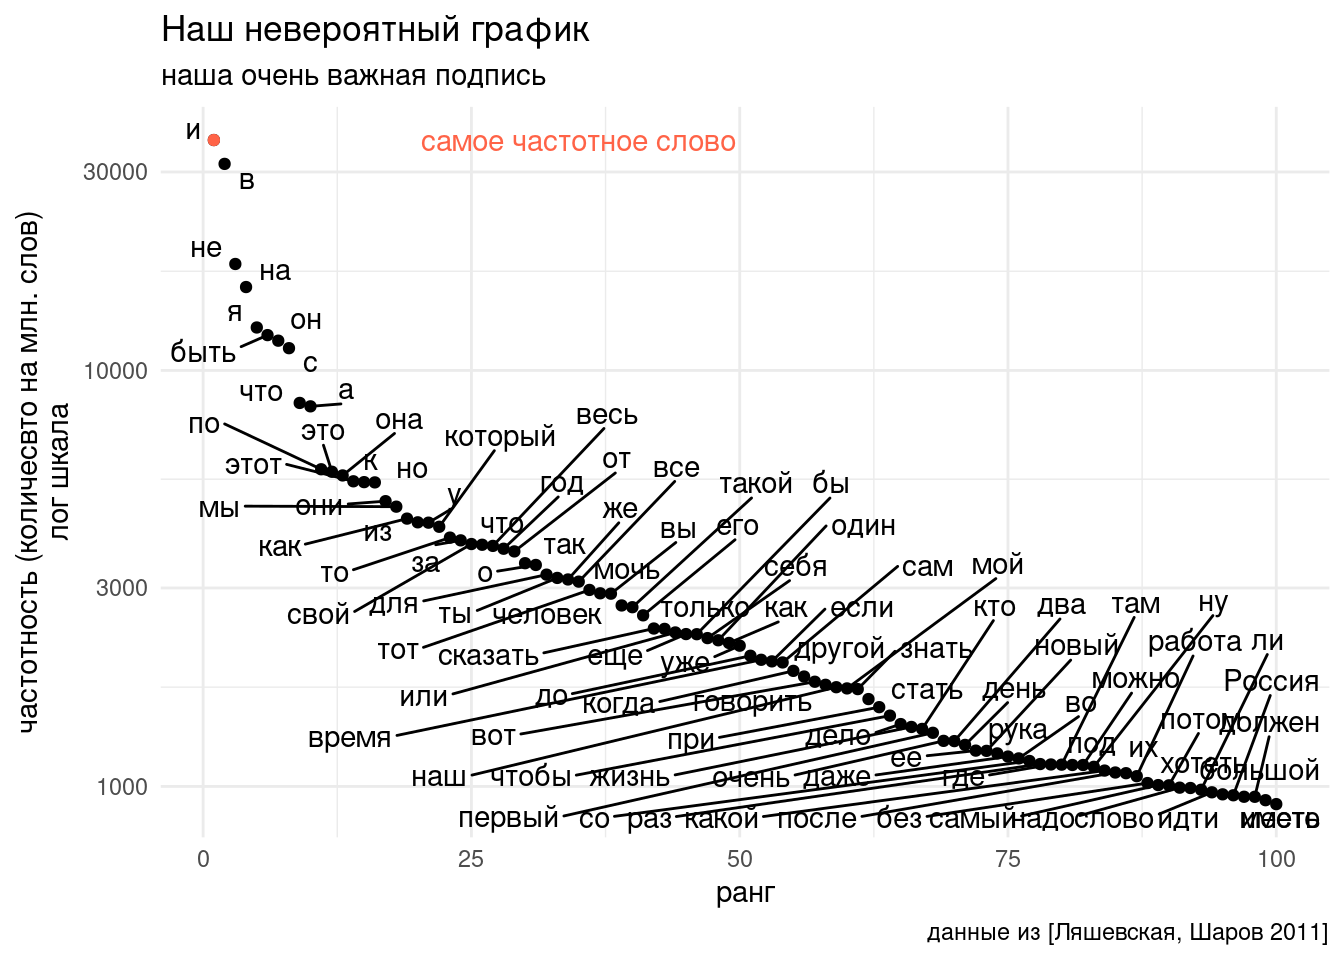 Наш невероятный график
наша очень важная подпись
частотность (количесвто на млн. слов)
лог шкала
30000
10000
3000
1000
и
самое частотное слово
в
не
на
я
он
быть
с
что
а
по
это
она
который
весь
этот
к
но
от
все
мы
они
у
год
такой
бы
как
из
что
же
вы
его
один
то
за
о
так
мочь
себя
сам
мой
свой
для
ты
человек
только
как
если
кто
два
там
ну
тот
сказать
еще
уже
другой
знать
новый
работа
ли
или
до
когда
говорить
стать
день
можно
Россия
время
вот
при
дело
рука
во
потом
должен
наш
чтобы
жизнь
очень
даже
ее
где
под
их
хотеть
большой
первый
со
раз
какой
после
без
самый
надо
слово
идти
иметь
0
25
50
75
100
ранг
данные из [Ляшевская, Шаров 2011]